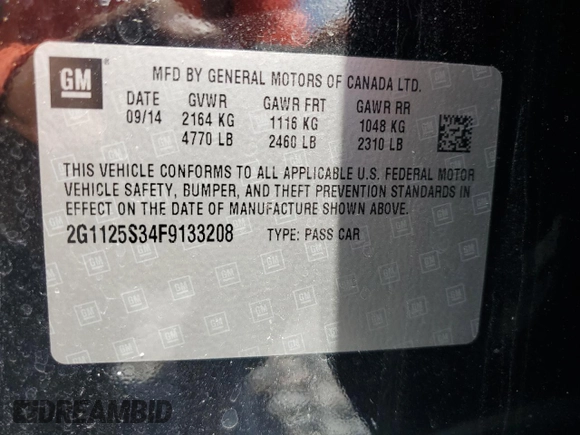 GM
MFD BY GENERAL MOTORS OF CANADA LTD.
DATE GVWR GAWR FRT GAWR RR
09/14 2164 KG 1116 KG 1048 KG
4770 LB 2460 LB 2310 LB
THIS VEHICLE CONFORMS TO ALL APPLICABLE U.S. FEDERAL MOTOR
VEHICLE SAFETY, BUMPER, AND THEFT PREVENTION STANDARDS IN
EFFECT ON THE DATE OF MANUFACTURE SHOWN ABOVE.
2G1125S34F9133208 TYPE: PASS CAR
DREAMBID